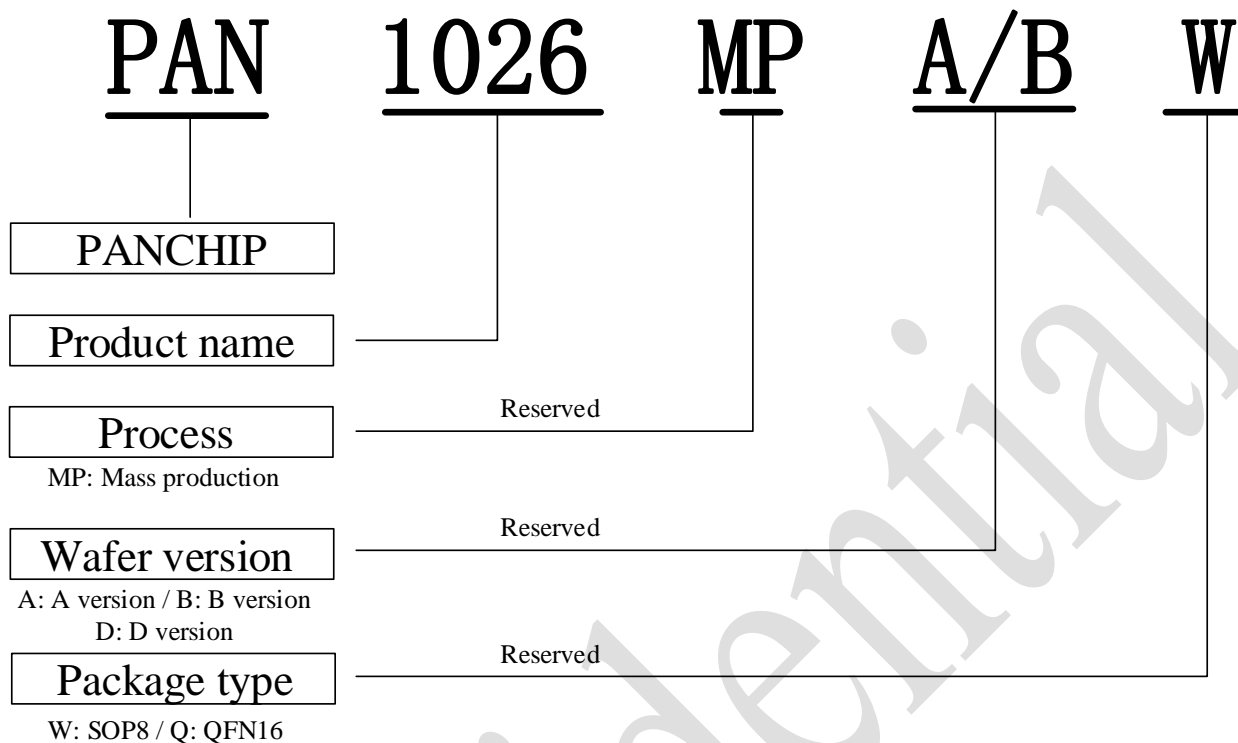 PAN 1026 MP A/B W
PANCHIP
Product name
Reserved
Process
MP: Mass production
Reserved
Wafer version
A: A version / B: B version
D: D version
Reserved
Package type
W: SOP8 / Q: QFN16
idential